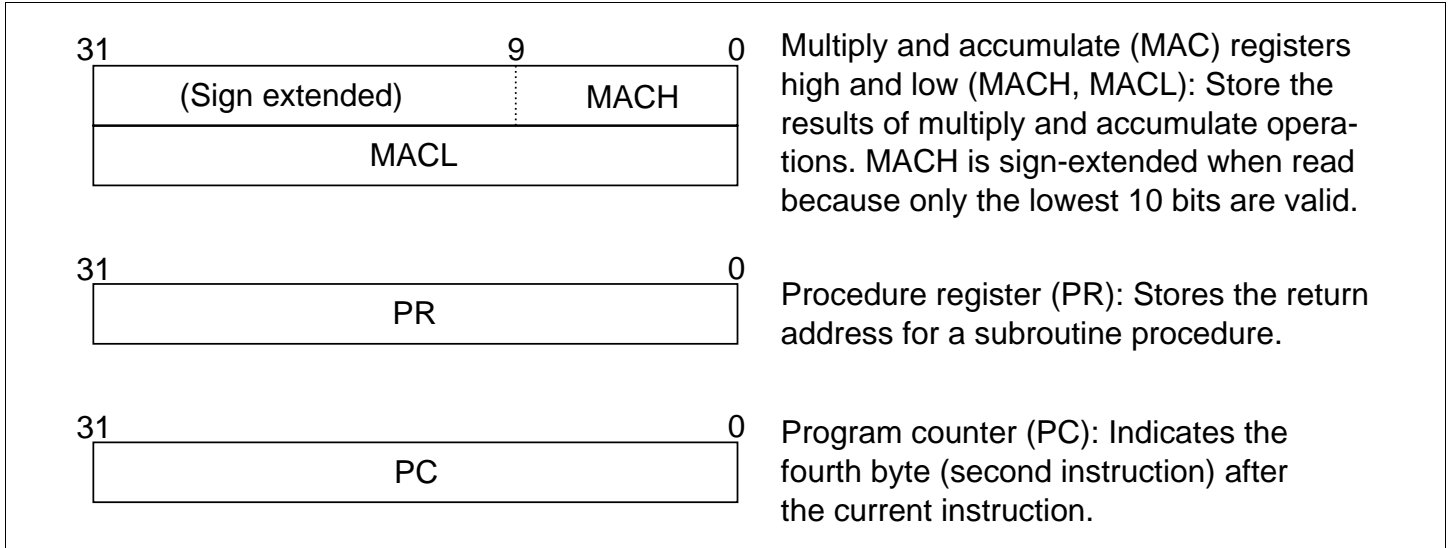 31 9 0
(Sign extended) MACH
MACL
Multiply and accumulate (MAC) registers
high and low (MACH, MACL): Store the
results of multiply and accumulate opera-
tions. MACH is sign-extended when read
because only the lowest 10 bits are valid.
31 0
PR
Procedure register (PR): Stores the return
address for a subroutine procedure.
31 0
PC
Program counter (PC): Indicates the
fourth byte (second instruction) after
the current instruction.